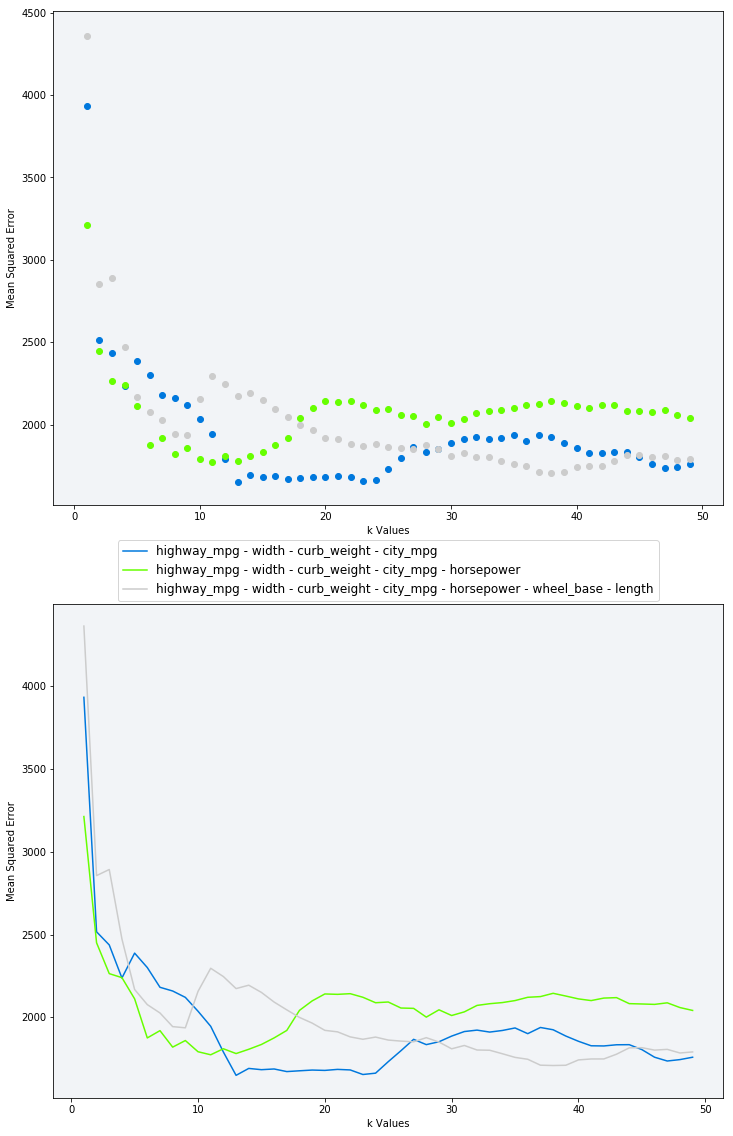 4500
4000
3500
3000
2500
2000
Mean Squared Error
0 10 20 30 40 50
k Values
highway_mpg - width - curb_weight - city_mpg
highway_mpg - width - curb_weight - city_mpg - horsepower
highway_mpg - width - curb_weight - city_mpg - horsepower - wheel_base - length
4000
3500
3000
2500
2000
Mean Squared Error
0 10 20 30 40 50
k Values